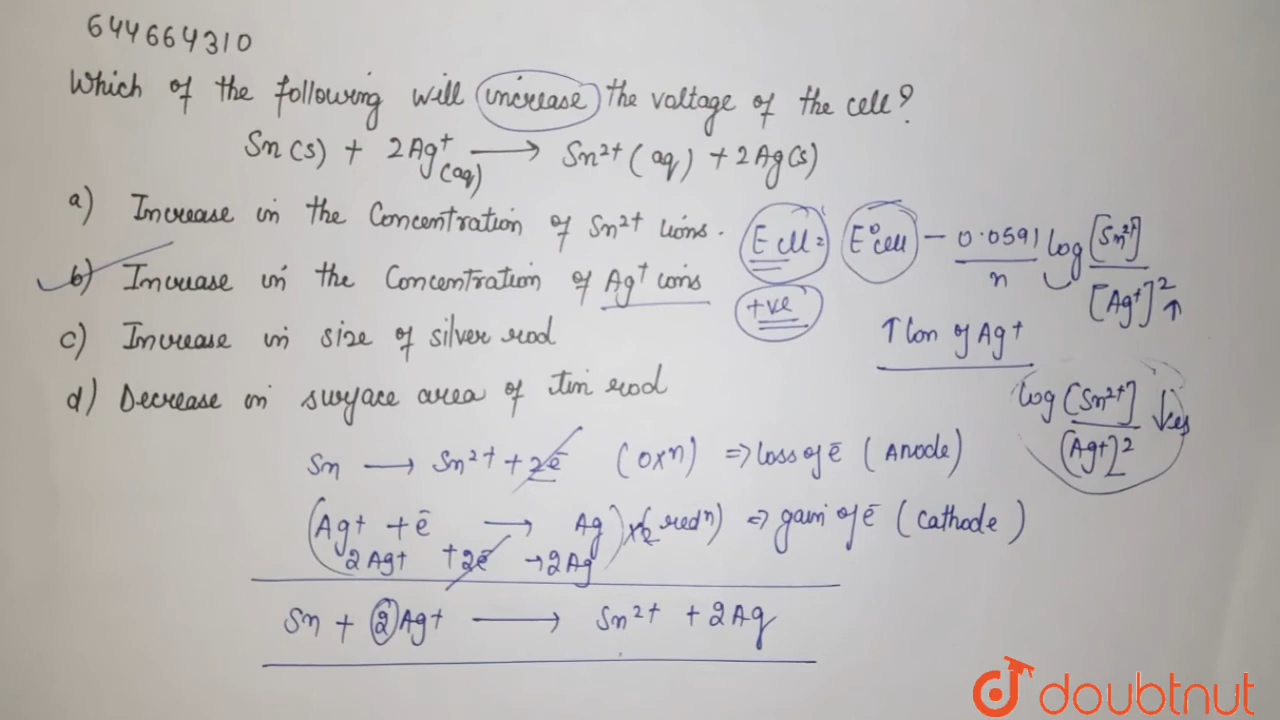 644664310
Which of the following will increase the voltage of the cell?
Sn(s) + 2Ag+(aq) ⟶ Sn2+(aq) + 2Ag(s)
a) Increase in the Concentration of Sn2+ ions.
b) Increase in the Concentration of Ag+ ions
c) Increase in size of silver rod
d) Decrease in surface area of tin rod
E cell = E°cell − 0.0591/n log [Sn2+]/[Ag+]2 ↑
+ve
↑ Con of Ag+
log [Sn2+]/[Ag+]2 ↓es
Sn ⟶ Sn2+ + 2ē (oxn) ⇒ loss of ē (Anode)
(Ag+ + ē ⟶ Ag)×2 (redn) ⇒ gain of ē (Cathode)
2Ag+ + 2ē → 2Ag
Sn + 2Ag+ ⟶ Sn2+ + 2Ag
doubtnut